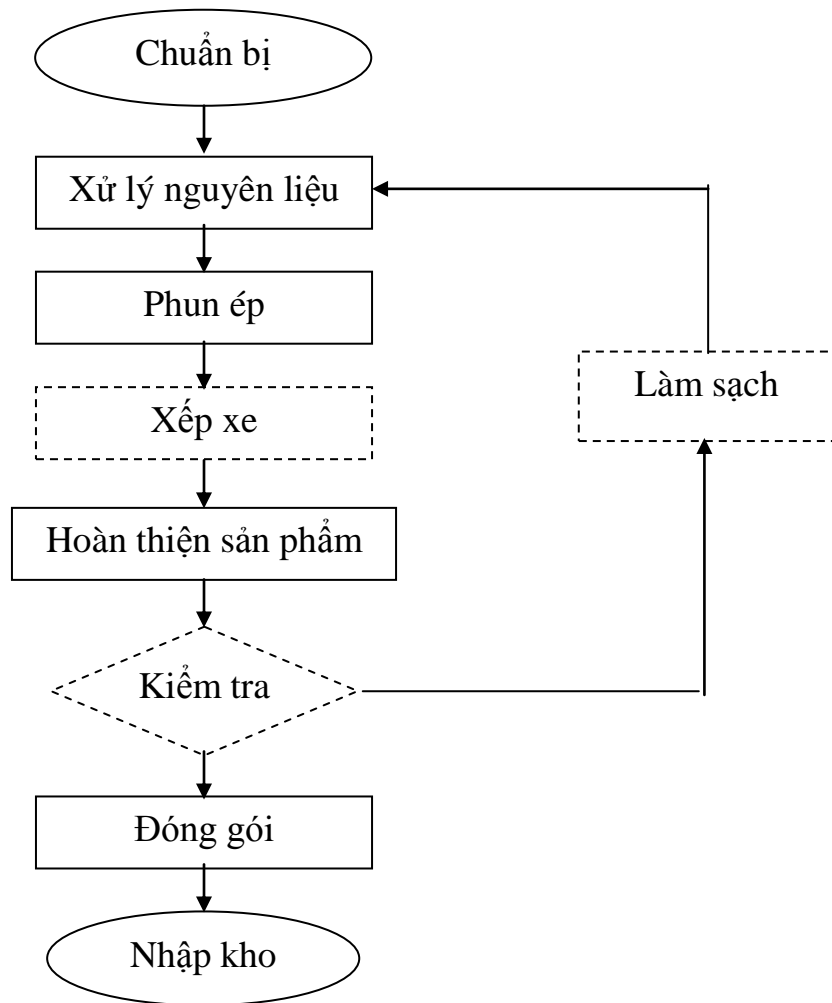 Chuẩn bị
Xử lý nguyên liệu
Phun ép
Làm sạch
Xếp xe
Hoàn thiện sản phẩm
Kiểm tra
Đóng gói
Nhập kho